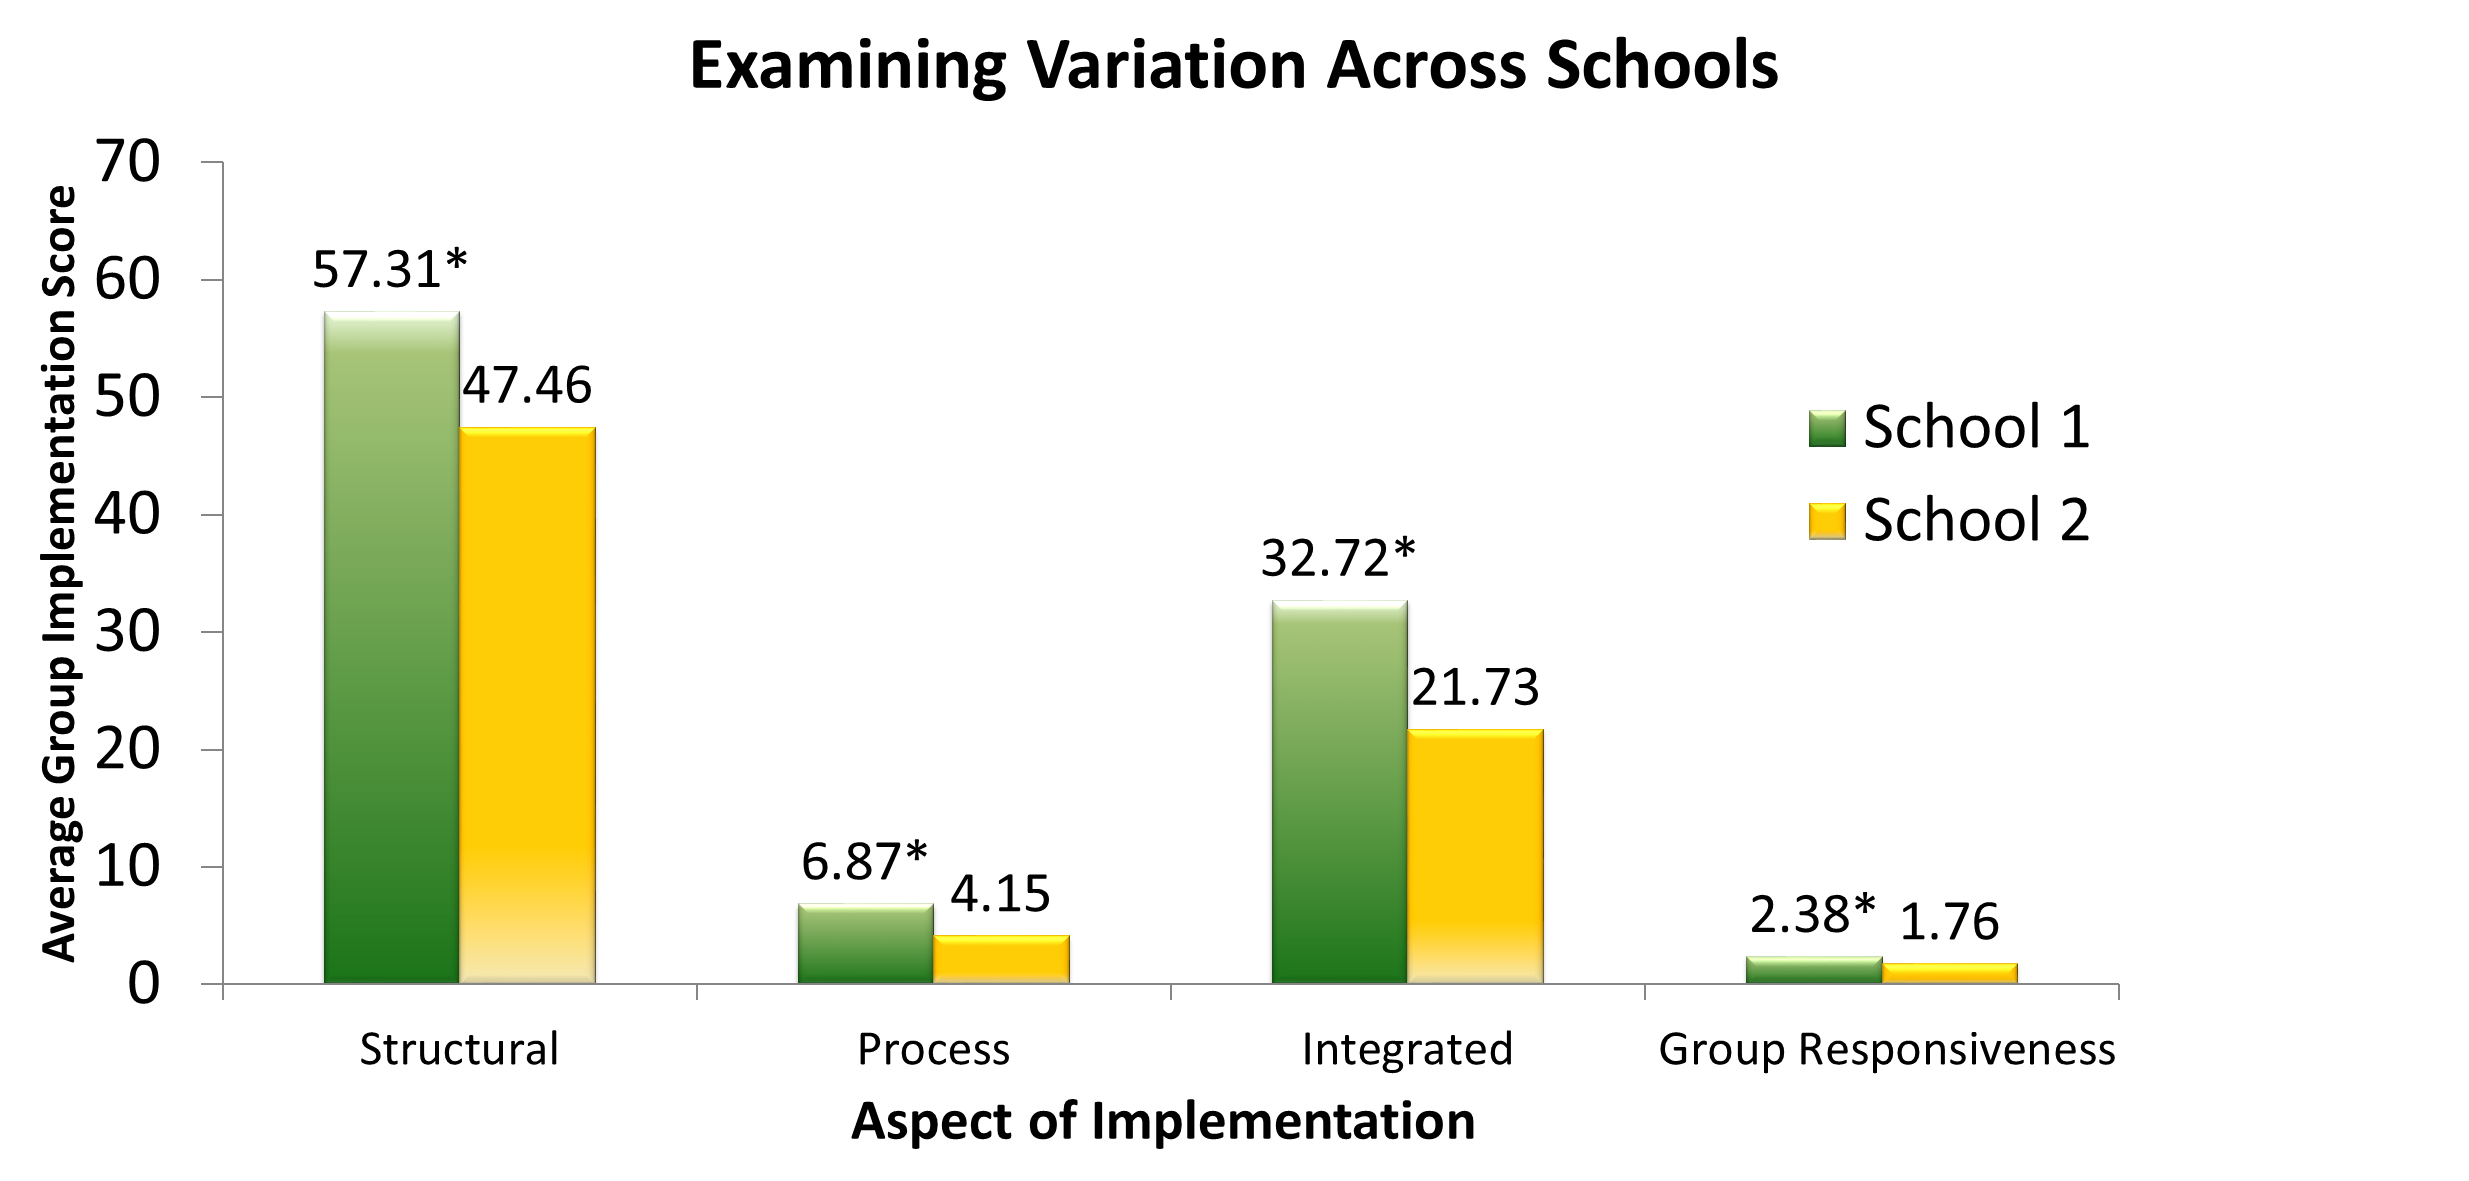 Examining Variation Across Schools
Average Group Implementation Score
70
60
50
40
30
20
10
0
57.31*
47.46
6.87*
4.15
32.72*
21.73
2.38*
1.76
School 1
School 2
Structural
Process
Integrated
Group Responsiveness
Aspect of Implementation